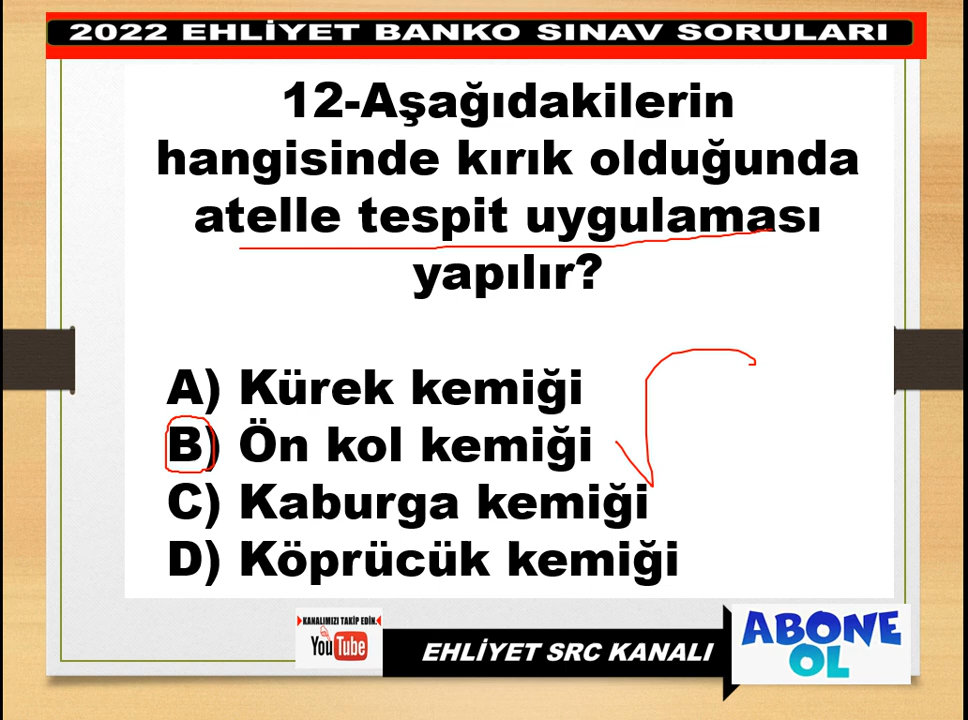 2022 EHLİYET BANKO SINAV SORULARI
12-Aşağıdakilerin
hangisinde kırık olduğunda
atelle tespit uygulaması
yapılır?
A) Kürek kemiği
B) Ön kol kemiği
C) Kaburga kemiği
D) Köprücük kemiği
KANALIMIZI TAKİP EDİN.
YouTube
EHLİYET SRC KANALI
ABONE
OL